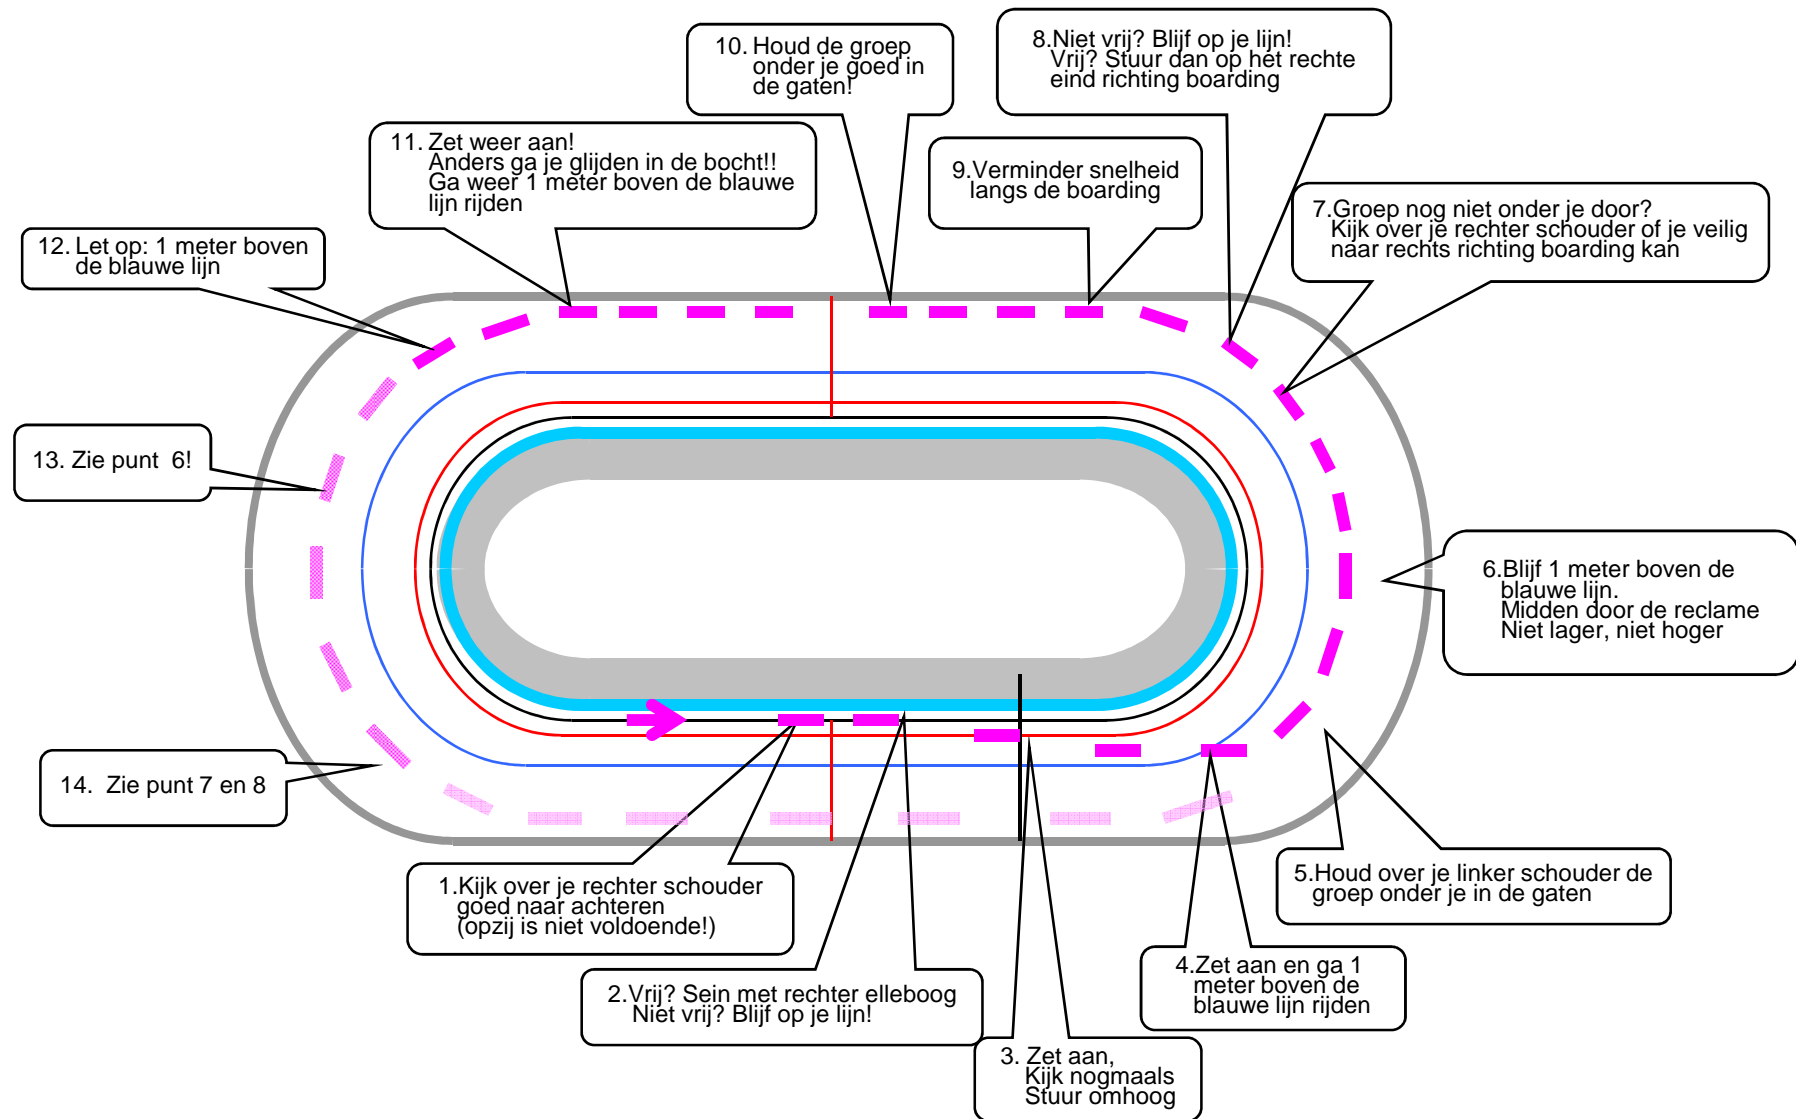 1.Kijk over je rechter schouder
goed naar achteren
(opzij is niet voldoende!)
2.Vrij? Sein met rechter elleboog
Niet vrij? Blijf op je lijn!
3. Zet aan,
Kijk nogmaals
Stuur omhoog
4.Zet aan en ga 1
meter boven de
blauwe lijn rijden
5.Houd over je linker schouder de
groep onder je in de gaten
6.Blijf 1 meter boven de
blauwe lijn.
Midden door de reclame
Niet lager, niet hoger
7.Groep nog niet onder je door?
Kijk over je rechter schouder of je veilig
naar rechts richting boarding kan
8.Niet vrij? Blijf op je lijn!
Vrij? Stuur dan op het rechte
eind richting boarding
9.Verminder snelheid
langs de boarding
10. Houd de groep
onder je goed in
de gaten!
11. Zet weer aan!
Anders ga je glijden in de bocht!!
Ga weer 1 meter boven de blauwe
lijn rijden
12. Let op: 1 meter boven
de blauwe lijn
13. Zie punt 6!
14. Zie punt 7 en 8